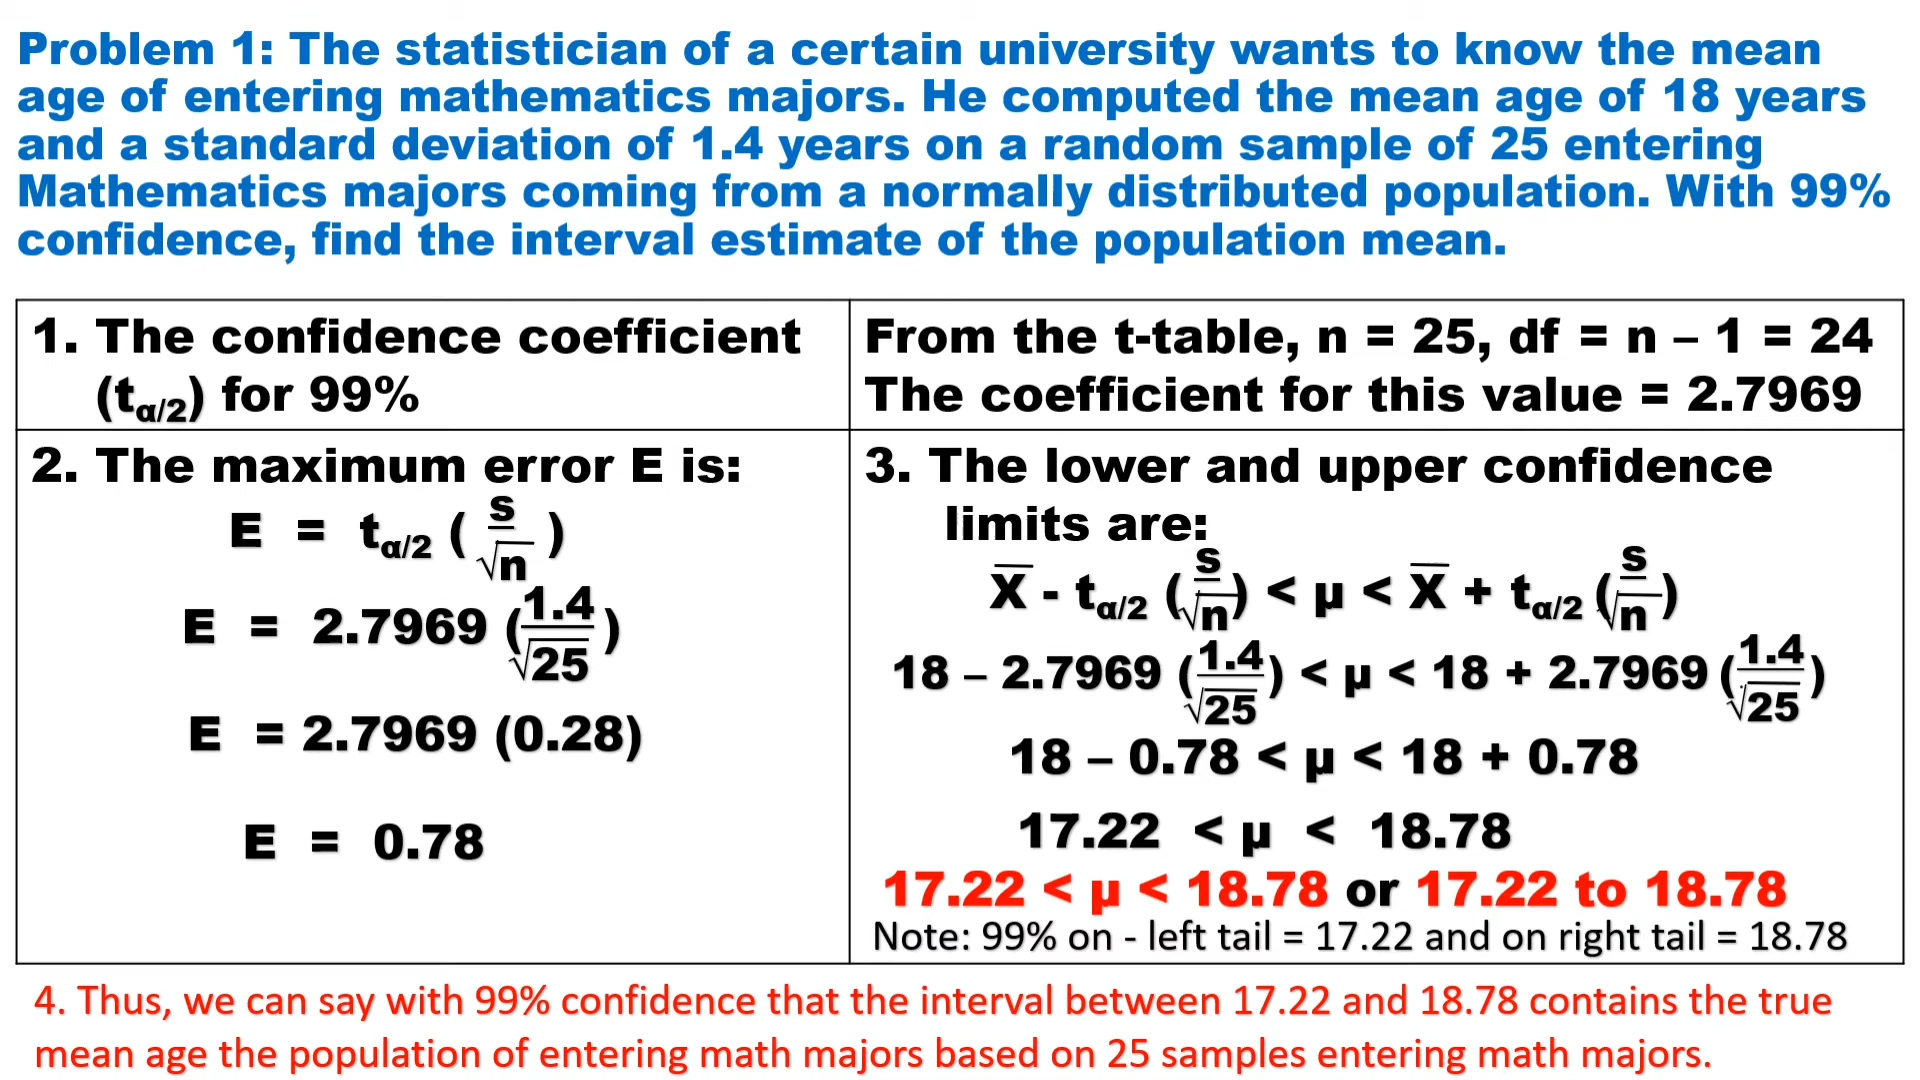 Problem 1: The statistician of a certain university wants to know the mean
age of entering mathematics majors. He computed the mean age of 18 years
and a standard deviation of 1.4 years on a random sample of 25 entering
Mathematics majors coming from a normally distributed population. With 99%
confidence, find the interval estimate of the population mean.
1. The confidence coefficient
(tα/2) for 99%
From the t-table, n = 25, df = n – 1 = 24
The coefficient for this value = 2.7969
2. The maximum error E is:
E = tα/2 ( s/√n )
E = 2.7969 (1.4/√25)
E = 2.7969 (0.28)
E = 0.78
3. The lower and upper confidence
limits are:
X̅ - tα/2 (s/√n) < μ < X̅ + tα/2 (s/√n)
18 – 2.7969 (1.4/√25) < μ < 18 + 2.7969 (1.4/√25)
18 – 0.78 < μ < 18 + 0.78
17.22 < μ < 18.78
17.22 < μ < 18.78 or 17.22 to 18.78
Note: 99% on - left tail = 17.22 and on right tail = 18.78
4. Thus, we can say with 99% confidence that the interval between 17.22 and 18.78 contains the true
mean age the population of entering math majors based on 25 samples entering math majors.